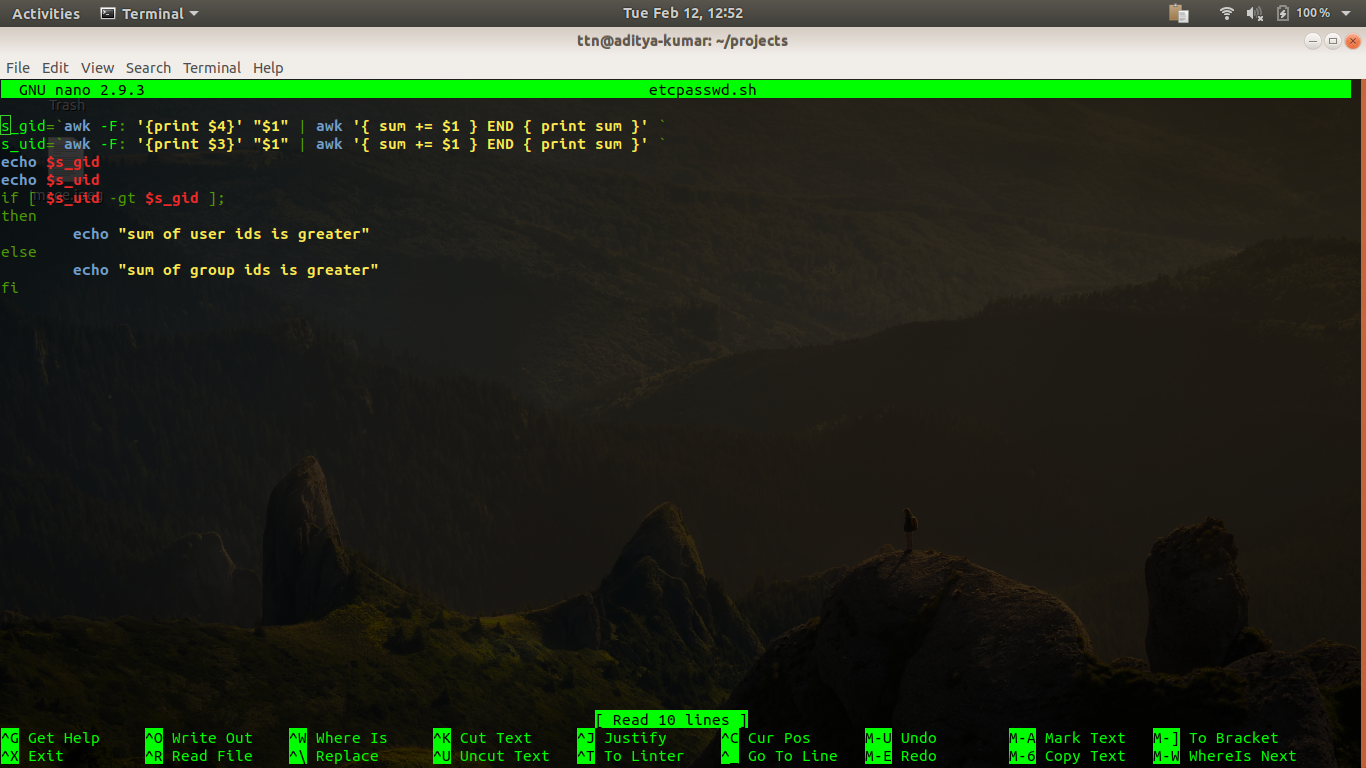 Activities Terminal Tue Feb 12, 12:52 100%
ttn@aditya-kumar: ~/projects
File Edit View Search Terminal Help
GNU nano 2.9.3 etcpasswd.sh
Trash
s_gid=`awk -F: '{print $4}' "$1" | awk '{ sum += $1 } END { print sum }' `
s_uid=`awk -F: '{print $3}' "$1" | awk '{ sum += $1 } END { print sum }' `
echo $s_gid
echo $s_uid
if [ $s_uid -gt $s_gid ];
then
echo "sum of user ids is greater"
else
echo "sum of group ids is greater"
fi
[ Read 10 lines ]
^G Get Help ^O Write Out ^W Where Is ^K Cut Text ^J Justify ^C Cur Pos M-U Undo M-A Mark Text M-] To Bracket
^X Exit ^R Read File ^\ Replace ^U Uncut Text ^T To Linter ^_ Go To Line M-E Redo M-6 Copy Text M-W WhereIs Next